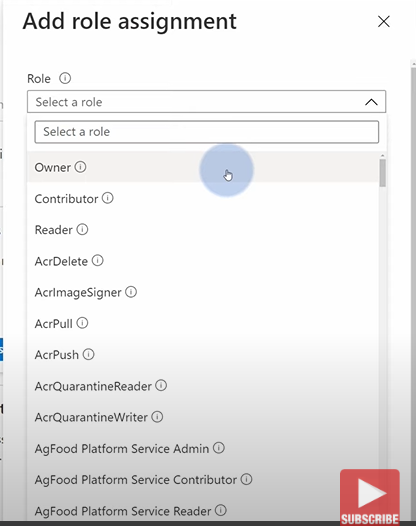 Add role assignment
Role
Select a role
Select a role
Owner
Contributor
Reader
AcrDelete
AcrImageSigner
AcrPull
AcrPush
AcrQuarantineReader
AcrQuarantineWriter
AgFood Platform Service Admin
AgFood Platform Service Contributor
AgFood Platform Service Reader
SUBSCRIBE